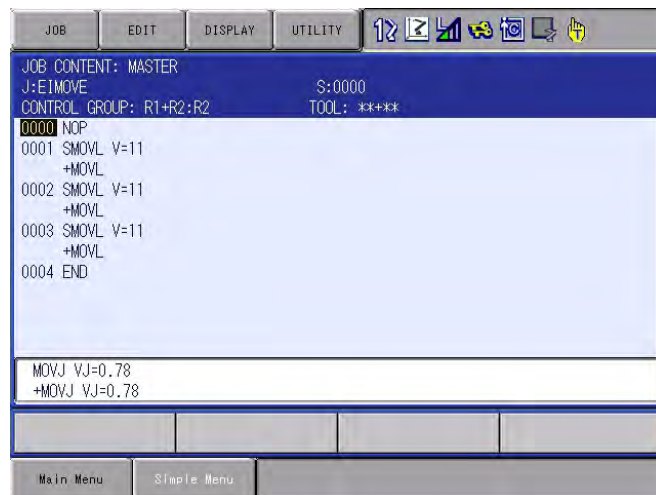 JOB EDIT DISPLAY UTILITY
JOB CONTENT: MASTER
J:EIMOVE S:0000
CONTROL GROUP: R1+R2:R2 TOOL: **+**
0000 NOP
0001 SMOVL V=11
+MOVL
0002 SMOVL V=11
+MOVL
0003 SMOVL V=11
+MOVL
0004 END
MOVJ VJ=0.78
+MOVJ VJ=0.78
Main Menu Simple Menu